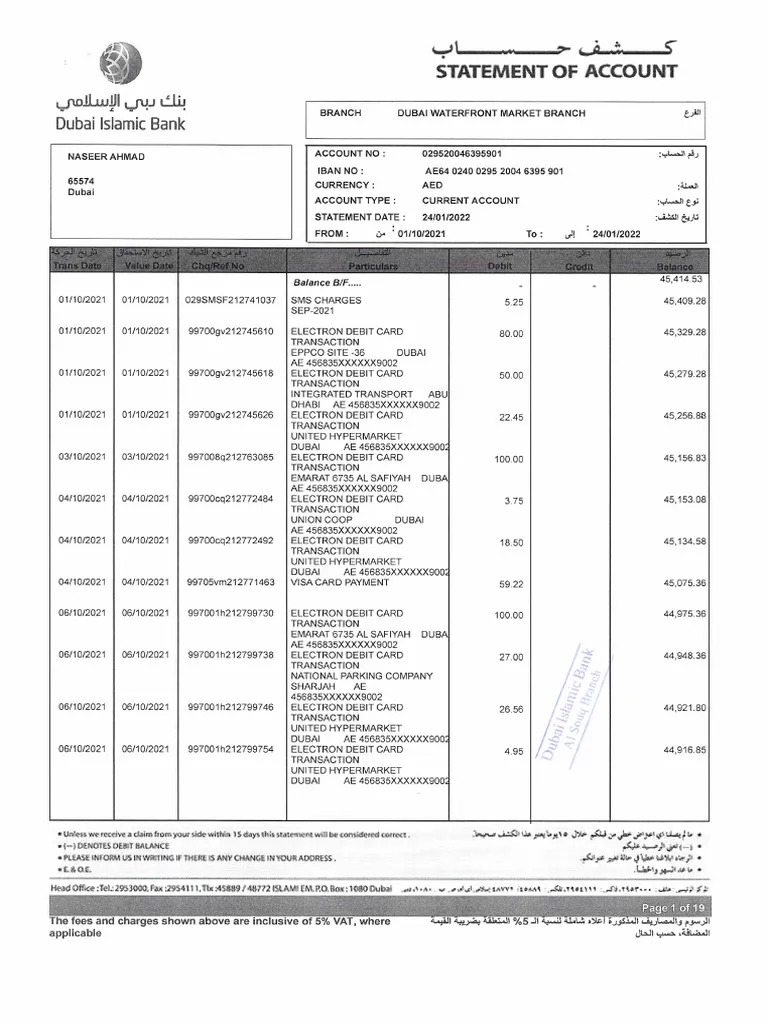 كـــشـــف حـــســـاب
STATEMENT OF ACCOUNT
بنك دبي الإسلامي
Dubai Islamic Bank
BRANCH DUBAI WATERFRONT MARKET BRANCH الفرع
NASEER AHMAD
65574
Dubai
ACCOUNT NO : 029520046395901 رقم الحساب:
IBAN NO : AE64 0240 0295 2004 6395 901
CURRENCY : AED العملة:
ACCOUNT TYPE : CURRENT ACCOUNT نوع الحساب:
STATEMENT DATE : 24/01/2022 تاريخ الكشف:
FROM : من : 01/10/2021 To : إلى : 24/01/2022
تاريخ الحركة تاريخ الاستحقاق رقم مرجع الشيك التفاصيل مدين دائن الرصيد
Trans Date Value Date Chq/Ref No Particulars Debit Credit Balance
Balance B/F..... - - 45,414.53
01/10/2021 01/10/2021 029SMSF212741037 SMS CHARGES 5.25 45,409.28
SEP-2021
01/10/2021 01/10/2021 99700gv212745610 ELECTRON DEBIT CARD 80.00 45,329.28
TRANSACTION
EPPCO SITE -36 DUBAI
AE 456835XXXXXX9002
01/10/2021 01/10/2021 99700gv212745618 ELECTRON DEBIT CARD 50.00 45,279.28
TRANSACTION
INTEGRATED TRANSPORT ABU
DHABI AE 456835XXXXXX9002
01/10/2021 01/10/2021 99700gv212745626 ELECTRON DEBIT CARD 22.45 45,256.88
TRANSACTION
UNITED HYPERMARKET
DUBAI AE 456835XXXXXX9002
03/10/2021 03/10/2021 997008q212763085 ELECTRON DEBIT CARD 100.00 45,156.83
TRANSACTION
EMARAT 6735 AL SAFIYAH DUBA
AE 456835XXXXXX9002
04/10/2021 04/10/2021 99700cq212772484 ELECTRON DEBIT CARD 3.75 45,153.08
TRANSACTION
UNION COOP DUBAI
AE 456835XXXXXX9002
04/10/2021 04/10/2021 99700cq212772492 ELECTRON DEBIT CARD 18.50 45,134.58
TRANSACTION
UNITED HYPERMARKET
DUBAI AE 456835XXXXXX9002
04/10/2021 04/10/2021 99705vm212771463 VISA CARD PAYMENT 59.22 45,075.36
06/10/2021 06/10/2021 997001h212799730 ELECTRON DEBIT CARD 100.00 44,975.36
TRANSACTION
EMARAT 6735 AL SAFIYAH DUBA
AE 456835XXXXXX9002
06/10/2021 06/10/2021 997001h212799738 ELECTRON DEBIT CARD 27.00 44,948.36
TRANSACTION
NATIONAL PARKING COMPANY
SHARJAH AE
456835XXXXXX9002
06/10/2021 06/10/2021 997001h212799746 ELECTRON DEBIT CARD 26.56 44,921.80
TRANSACTION
UNITED HYPERMARKET
DUBAI AE 456835XXXXXX9002
06/10/2021 06/10/2021 997001h212799754 ELECTRON DEBIT CARD 4.95 44,916.85
TRANSACTION
UNITED HYPERMARKET
DUBAI AE 456835XXXXXX9002
Dubai Islamic Bank
Al Souq Branch
• Unless we receive a claim from your side within 15 days this statement will be considered correct . • ما لم يصلنا اي اعتراض خطي من قبلكم خلال ١٥ يوما يعتبر هذا الكشف صحيحاً.
• (—) DENOTES DEBIT BALANCE • (—) تعني الرصيد عليكم
• PLEASE INFORM US IN WRITING IF THERE IS ANY CHANGE IN YOUR ADDRESS . • الرجاء ابلاغنا خطياً في حالة تغيير عنوانكم.
• E.& O.E. • ما عد السهو والخطأ.
Head Office :Tel.: 2953000, Fax :2954111, Tlx :45889 / 48772 ISLAMI EM, P.O. Box : 1080 Dubai المركز الرئيسي: هاتف: ٢٩٥٣٠٠٠، فاكس: ٢٩٥٤١١١، تلكس: ٤٥٨٨٩/ ٤٨٧٧٢ إسلامي اي ام، ص. ب: ١٠٨٠، دبي
Page 1 of 19
The fees and charges shown above are inclusive of 5% VAT, where الرسوم والمصاريف المذكورة أعلاه شاملة لنسبة الـ 5% المتعلقة بضريبة القيمة
applicable المضافة، حسب الحال